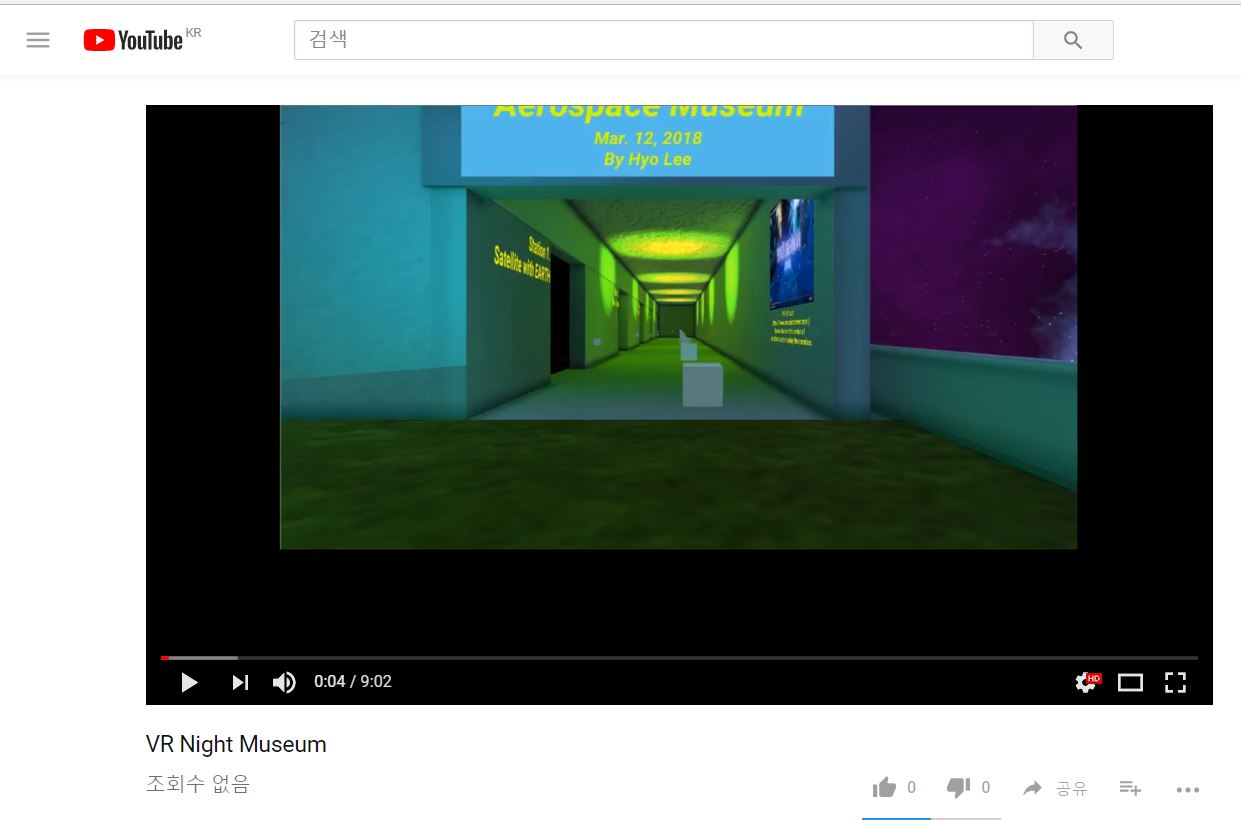 YouTube KR
검색
Aerospace Museum
Mar. 12, 2018
By Hyo Lee
Station 1.
Satellite with EARTH
0:04 / 9:02
HD
VR Night Museum
조회수 없음
0
0
공유